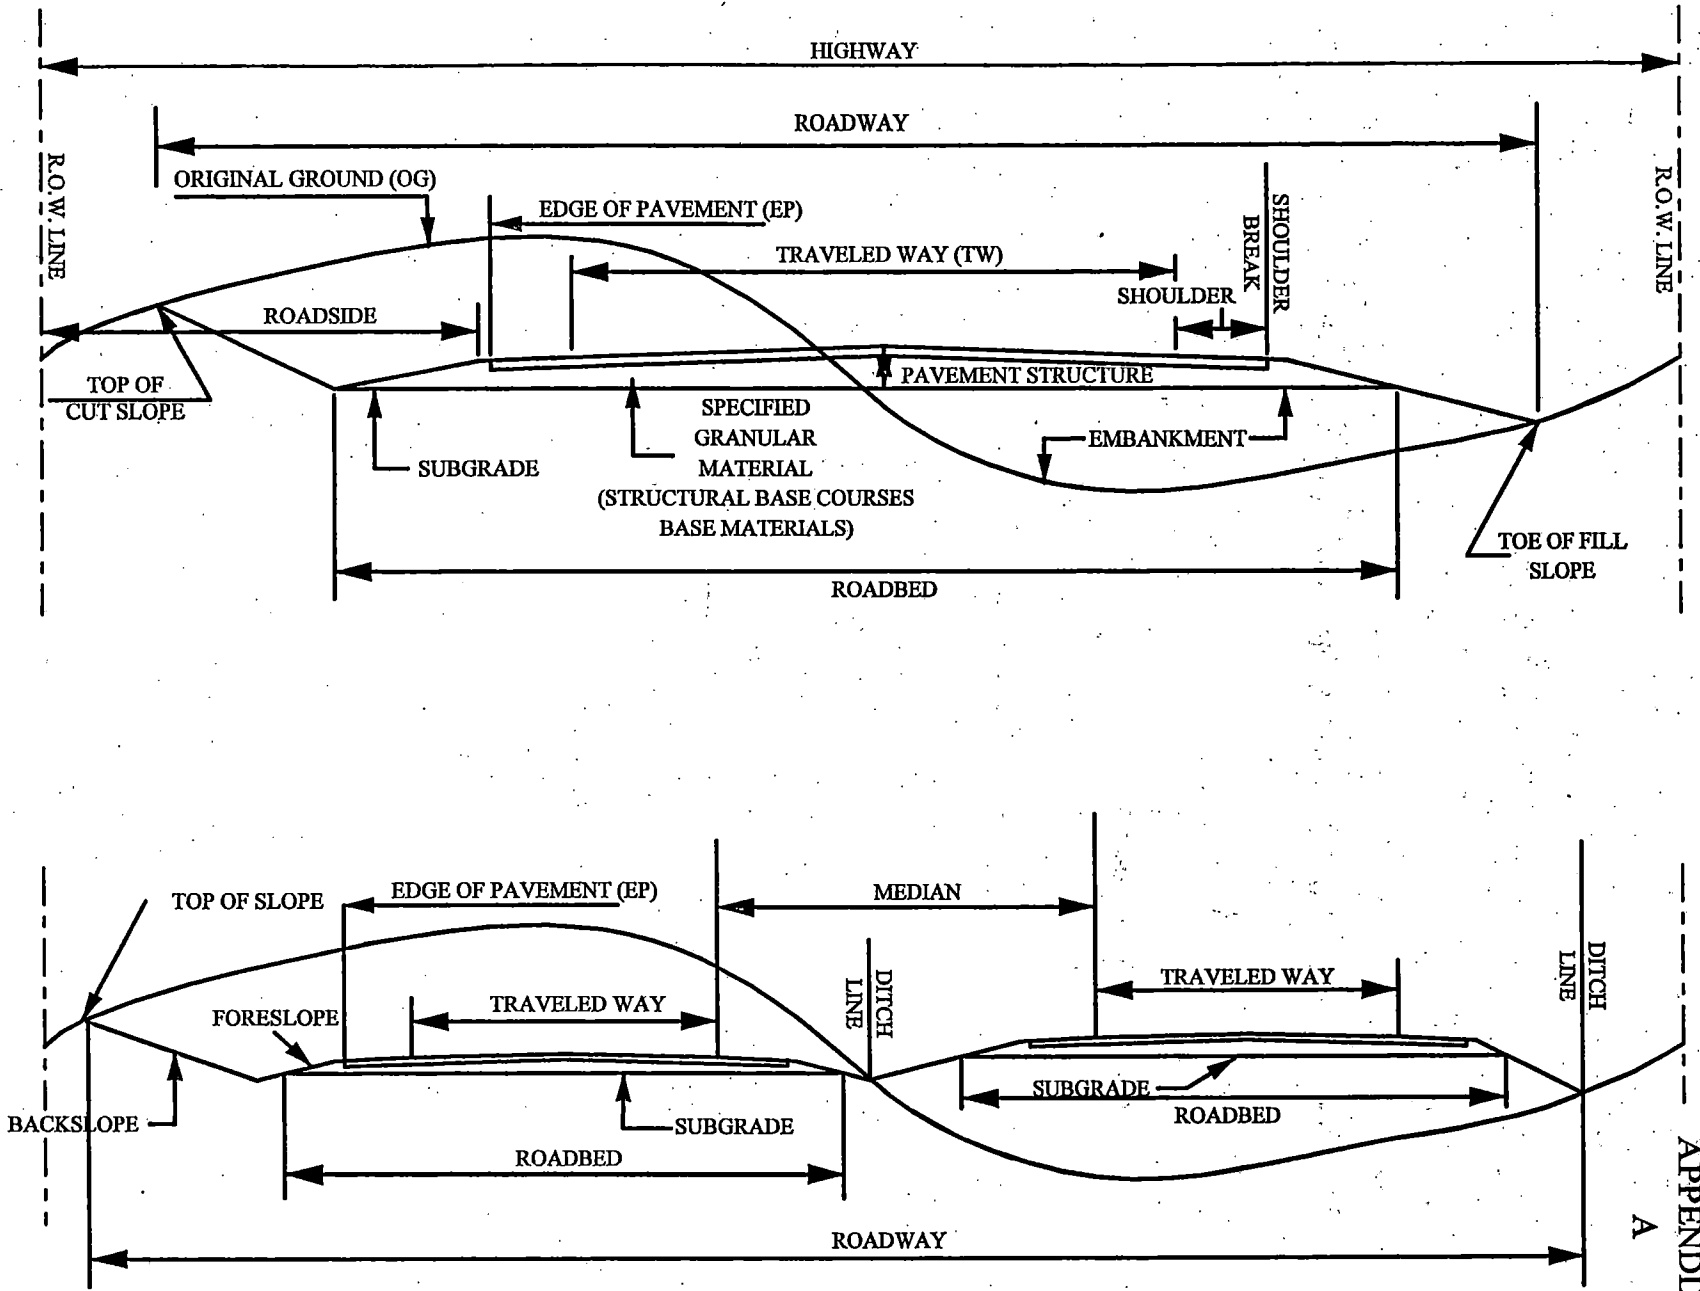 HIGHWAY
ROADWAY
R.O.W. LINE
ORIGINAL GROUND (OG)
EDGE OF PAVEMENT (EP)
SHOULDER
BREAK
R.O.W. LINE
TRAVELED WAY (TW)
SHOULDER
ROADSIDE
TOP OF
CUT SLOPE
PAVEMENT STRUCTURE
SPECIFIED
GRANULAR
MATERIAL
(STRUCTURAL BASE COURSES
BASE MATERIALS)
EMBANKMENT
SUBGRADE
TOE OF FILL
SLOPE
ROADBED
TOP OF SLOPE
EDGE OF PAVEMENT (EP)
MEDIAN
DITCH
LINE
DITCH
LINE
TRAVELED WAY
TRAVELED WAY
FORESLOPE
SUBGRADE
ROADBED
BACKSLOPE
SUBGRADE
ROADBED
ROADWAY
APPENDI
A